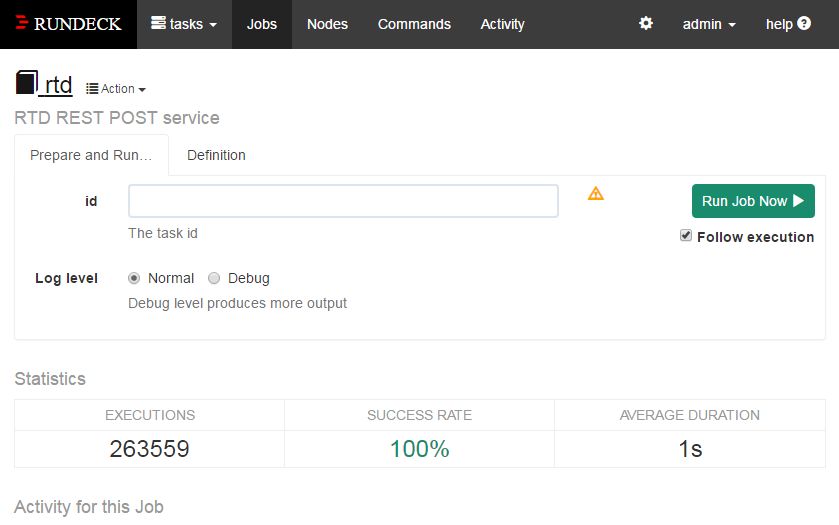 RUNDECK tasks Jobs Nodes Commands Activity admin help
rtd Action
RTD REST POST service
Prepare and Run… Definition
id Run Job Now
The task id Follow execution
Log level Normal Debug
Debug level produces more output
Statistics
EXECUTIONS SUCCESS RATE AVERAGE DURATION
263559 100% 1s
Activity for this Job